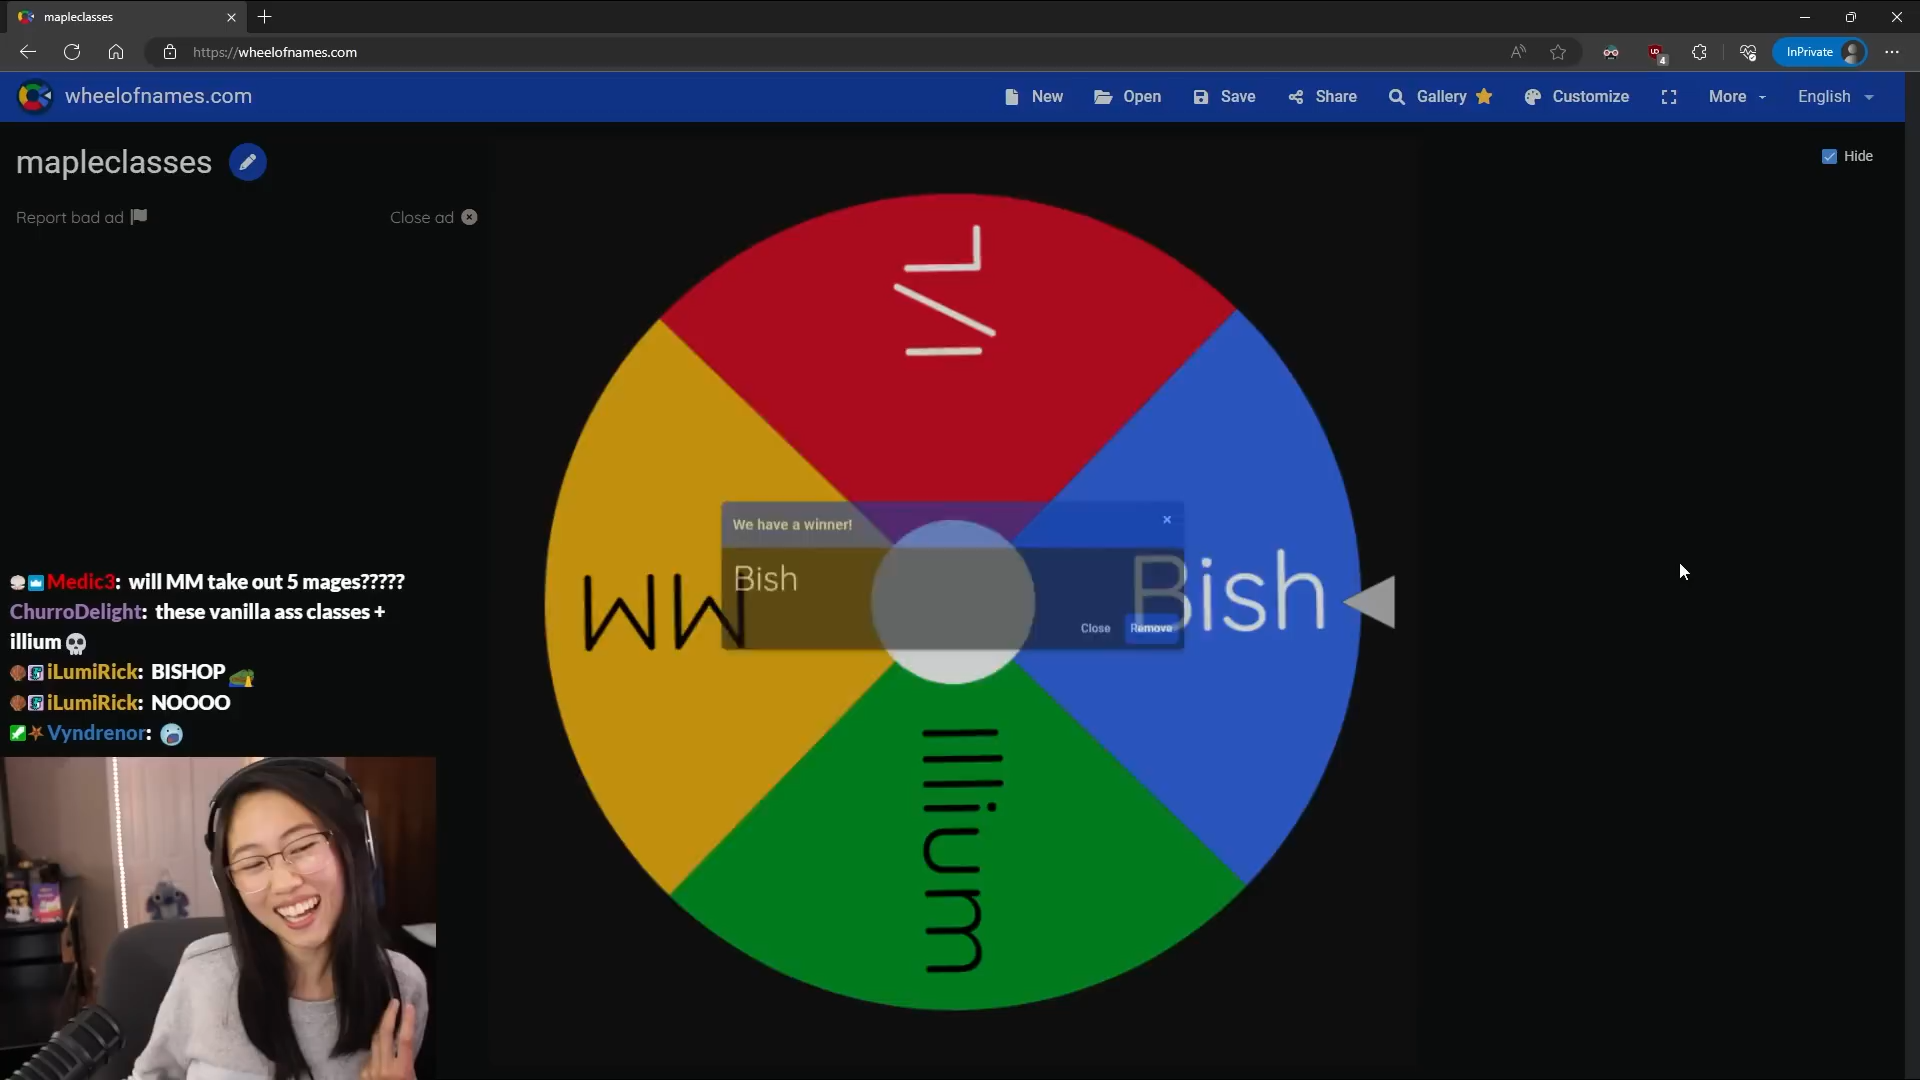 mapleclasses
https://wheelofnames.com
4
InPrivate
wheelofnames.com
New
Open
Save
Share
Gallery
Customize
More
English
mapleclasses
Hide
Report bad ad
Close ad
I/L
Bish
Illium
MM
We have a winner!
Bish
Close
Remove
Medic3: will MM take out 5 mages?????
ChurroDelight: these vanilla ass classes +
illium
iLumiRick: BISHOP
iLumiRick: NOOOO
Vyndrenor: